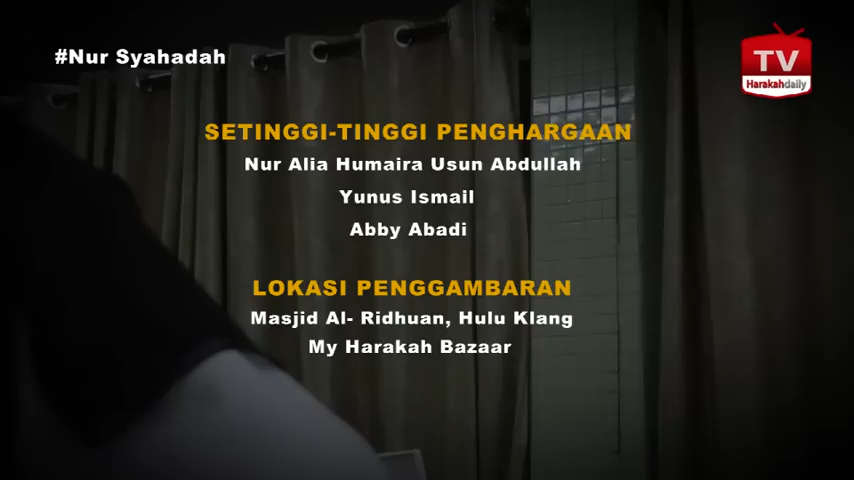 #Nur Syahadah
TV
Harakahdaily
SETINGGI-TINGGI PENGHARGAAN
Nur Alia Humaira Usun Abdullah
Yunus Ismail
Abby Abadi
LOKASI PENGGAMBARAN
Masjid Al- Ridhuan, Hulu Klang
My Harakah Bazaar